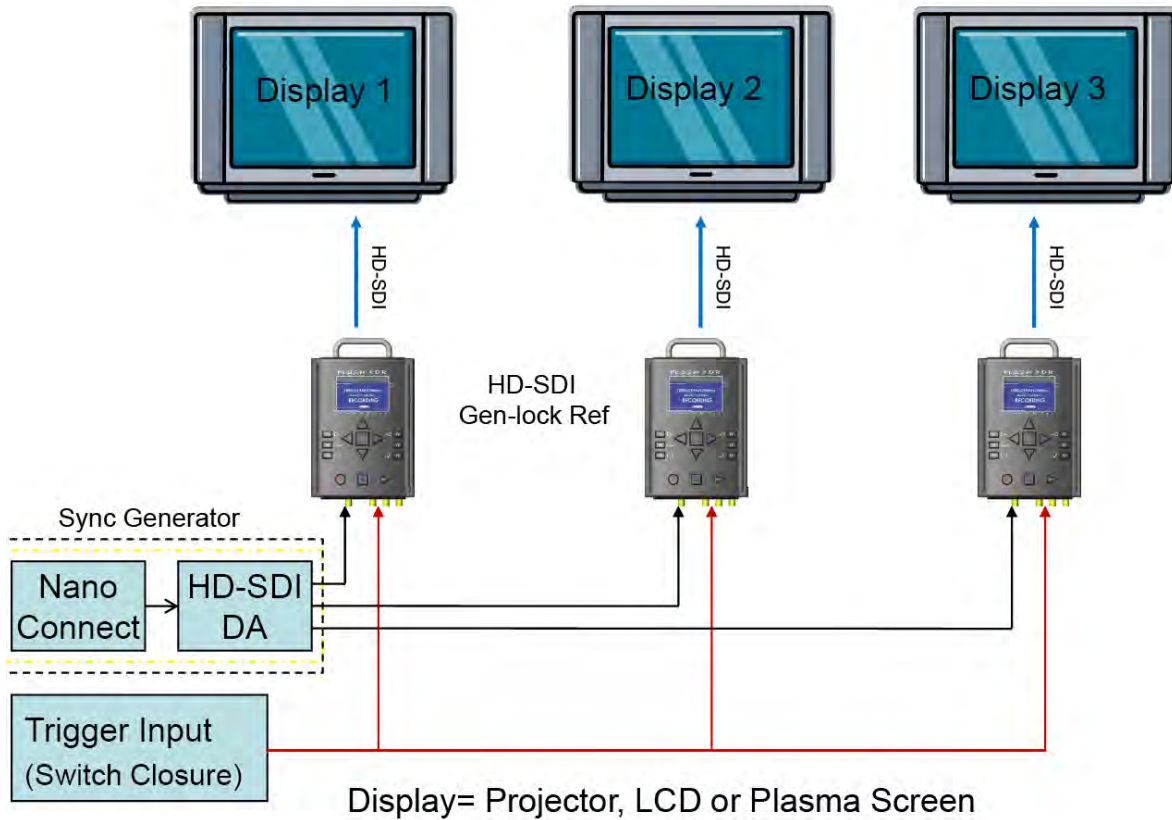 Display 1
Display 2
Display 3
HD-SDI
HD-SDI
HD-SDI
HD-SDI
Gen-lock Ref
Sync Generator
Nano
Connect
HD-SDI
DA
Trigger Input
(Switch Closure)
Display= Projector, LCD or Plasma Screen